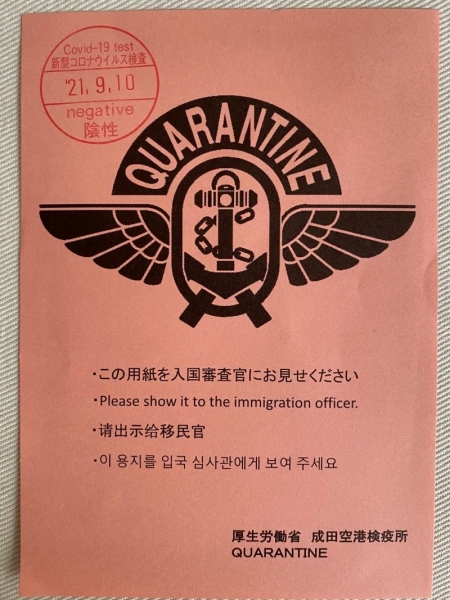 Covid-19 test
新型コロナウイルス検査
'21.9.10
negative
陰性
QUARANTINE
・この用紙を入国審査官にお見せください
・Please show it to the immigration officer.
・请出示给移民官
・이 용지를 입국 심사관에게 보여 주세요
厚生労働省 成田空港検疫所
QUARANTINE